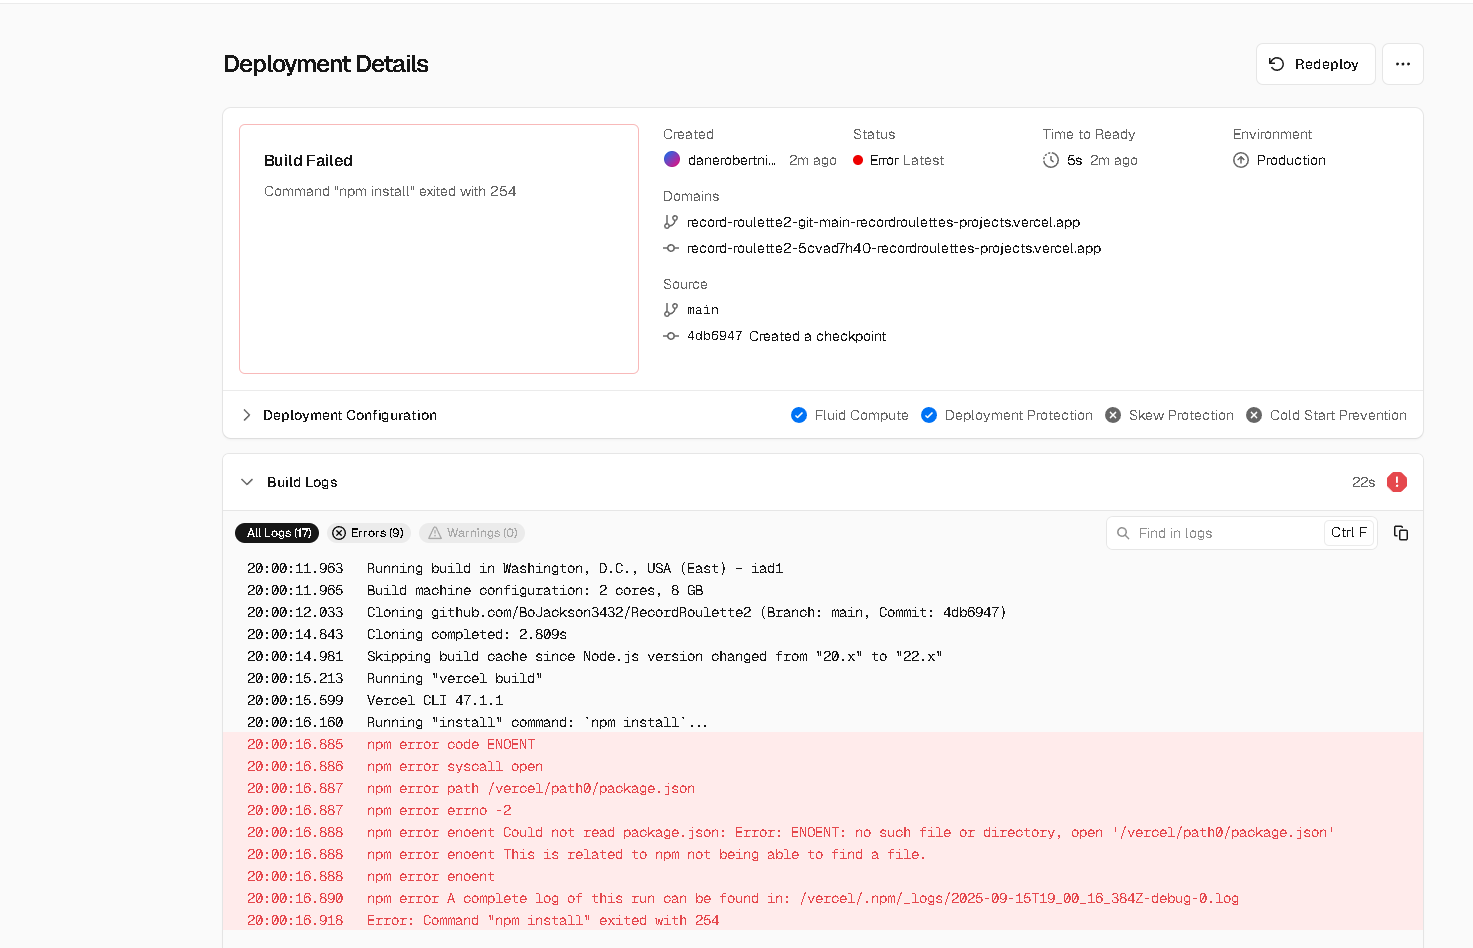 Deployment Details
Redeploy
Build Failed
Command "npm install" exited with 254
Created
danerobertni... 2m ago
Status
Error Latest
Time to Ready
5s 2m ago
Environment
Production
Domains
record-roulette2-git-main-recordroulettes-projects.vercel.app
record-roulette2-5cvad7h40-recordroulettes-projects.vercel.app
Source
main
4db6947 Created a checkpoint
Deployment Configuration
Fluid Compute
Deployment Protection
Skew Protection
Cold Start Prevention
Build Logs
22s
All Logs (17)
Errors (9)
Warnings (0)
Find in logs
Ctrl F
20:00:11.963 Running build in Washington, D.C., USA (East) – iad1
20:00:11.965 Build machine configuration: 2 cores, 8 GB
20:00:12.033 Cloning github.com/BoJackson3432/RecordRoulette2 (Branch: main, Commit: 4db6947)
20:00:14.843 Cloning completed: 2.809s
20:00:14.981 Skipping build cache since Node.js version changed from "20.x" to "22.x"
20:00:15.213 Running "vercel build"
20:00:15.599 Vercel CLI 47.1.1
20:00:16.160 Running "install" command: `npm install`...
20:00:16.885 npm error code ENOENT
20:00:16.886 npm error syscall open
20:00:16.887 npm error path /vercel/path0/package.json
20:00:16.887 npm error errno -2
20:00:16.888 npm error enoent Could not read package.json: Error: ENOENT: no such file or directory, open '/vercel/path0/package.json'
20:00:16.888 npm error enoent This is related to npm not being able to find a file.
20:00:16.888 npm error enoent
20:00:16.890 npm error A complete log of this run can be found in: /vercel/.npm/_logs/2025-09-15T19_00_16_384Z-debug-0.log
20:00:16.918 Error: Command "npm install" exited with 254